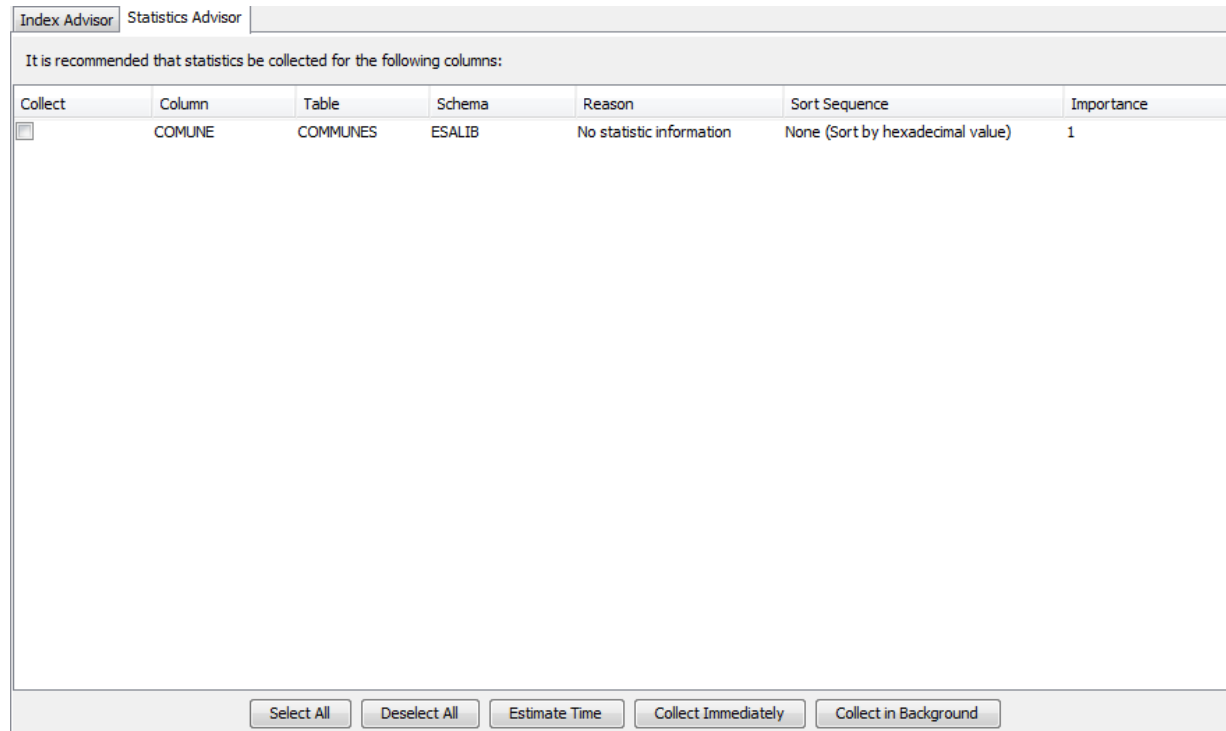 Index Advisor Statistics Advisor
It is recommended that statistics be collected for the following columns:
Collect Column Table Schema Reason Sort Sequence Importance
COMUNE COMMUNES ESALIB No statistic information None (Sort by hexadecimal value) 1
Select All Deselect All Estimate Time Collect Immediately Collect in Background